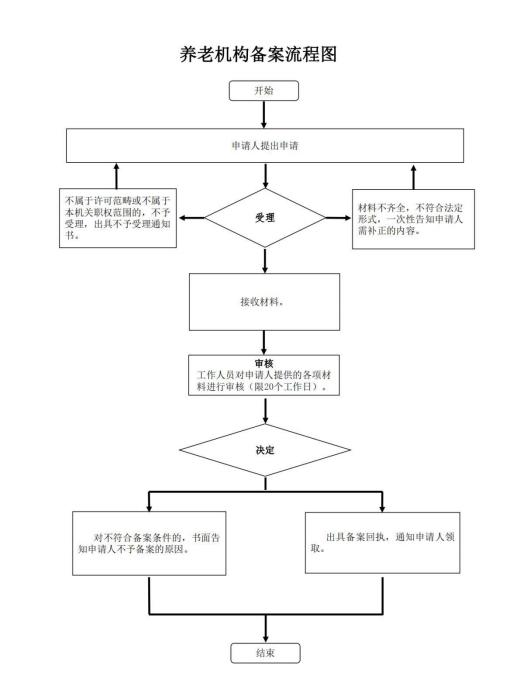 养老机构备案流程图
开始
申请人提出申请
不属于许可范畴或不属于
本机关职权范围的，不予
受理，出具不予受理通知
书。
受理
材料不齐全，不符合法定
形式，一次性告知申请人
需补正的内容。
接收材料。
审核
工作人员对申请人提供的各项材
料进行审核（限20个工作日）。
决定
对不符合备案条件的，书面告
知申请人不予备案的原因。
出具备案回执，通知申请人领
取。
结束